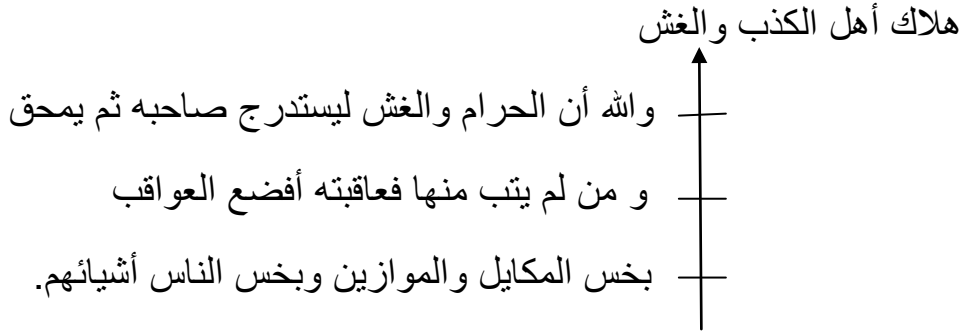 هلاك أهل الكذب والغش
والله أن الحرام والغش ليستدرج صاحبه ثم يمحق
و من لم يتب منها فعاقبته أفضع العواقب
بخس المكايل والموازين وبخس الناس أشيائهم.